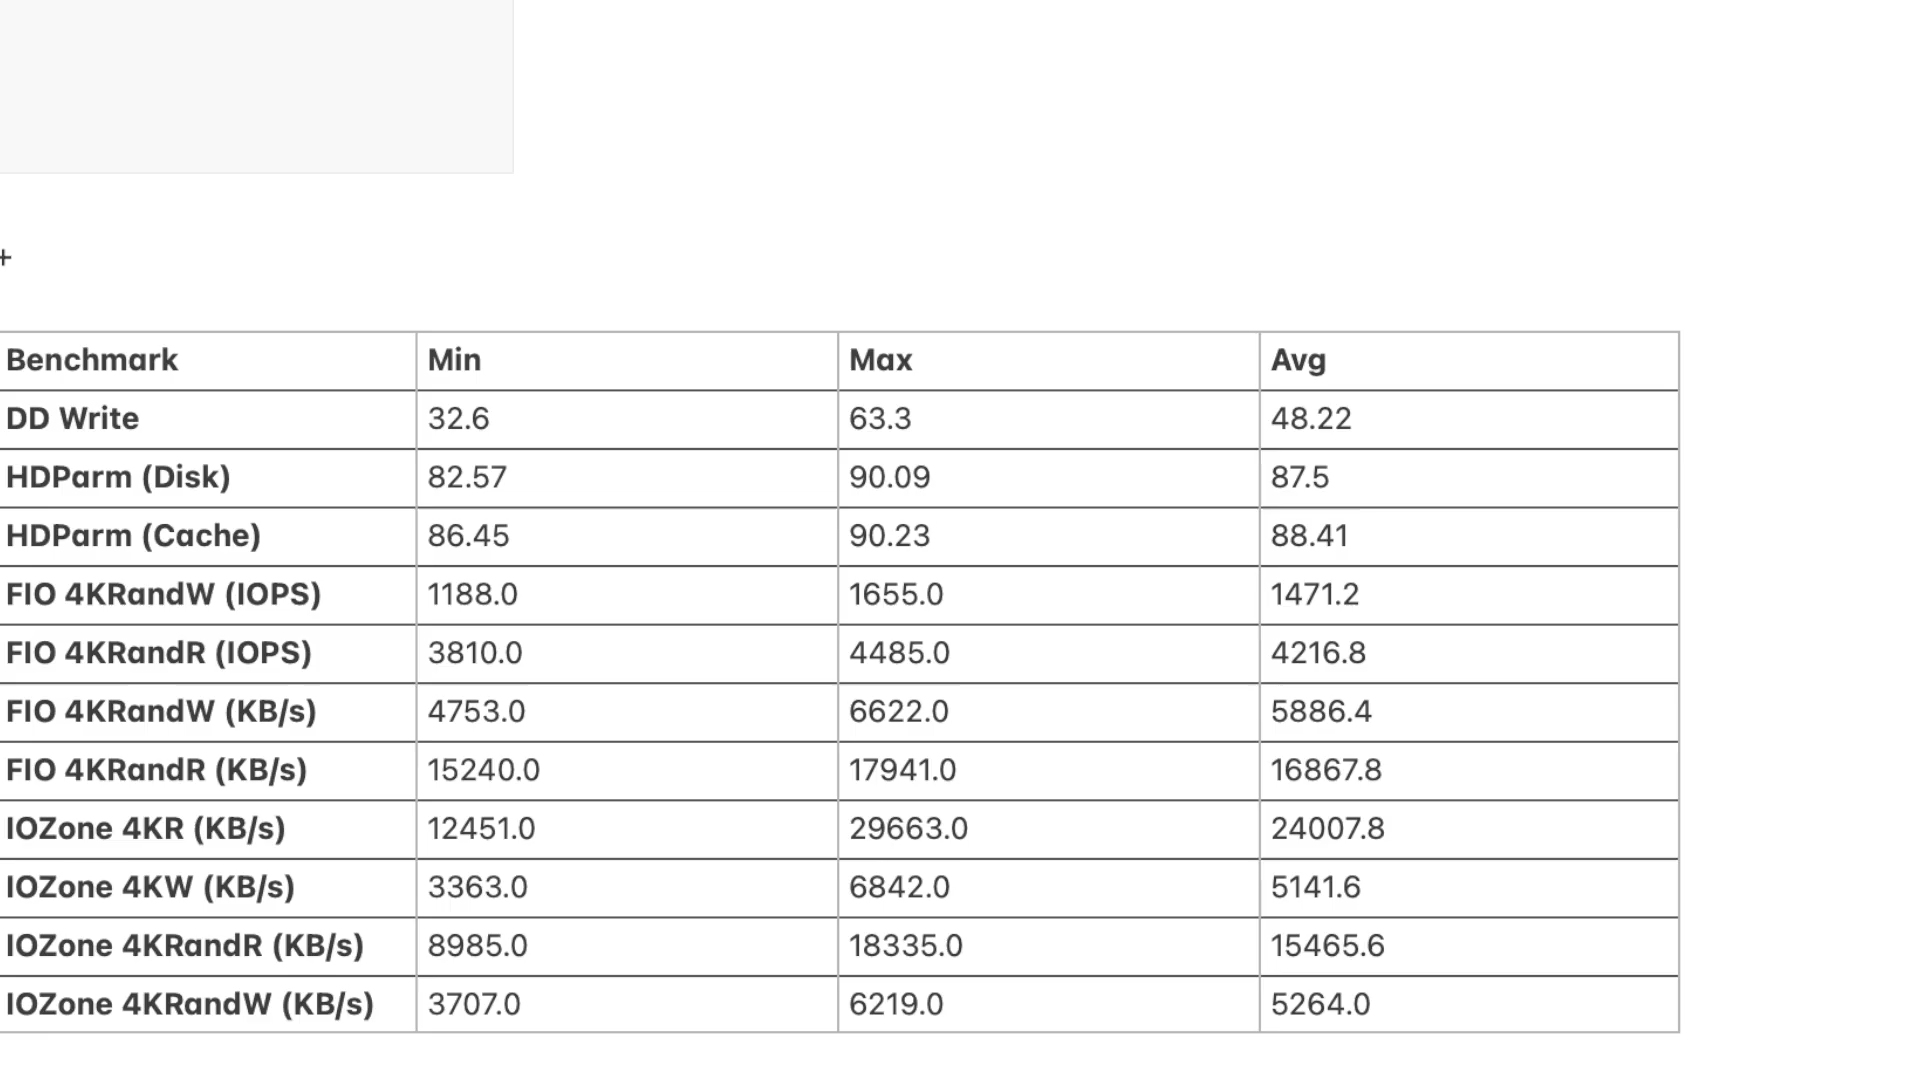 +
Benchmark Min Max Avg
DD Write 32.6 63.3 48.22
HDParm (Disk) 82.57 90.09 87.5
HDParm (Cache) 86.45 90.23 88.41
FIO 4KRandW (IOPS) 1188.0 1655.0 1471.2
FIO 4KRandR (IOPS) 3810.0 4485.0 4216.8
FIO 4KRandW (KB/s) 4753.0 6622.0 5886.4
FIO 4KRandR (KB/s) 15240.0 17941.0 16867.8
IOZone 4KR (KB/s) 12451.0 29663.0 24007.8
IOZone 4KW (KB/s) 3363.0 6842.0 5141.6
IOZone 4KRandR (KB/s) 8985.0 18335.0 15465.6
IOZone 4KRandW (KB/s) 3707.0 6219.0 5264.0